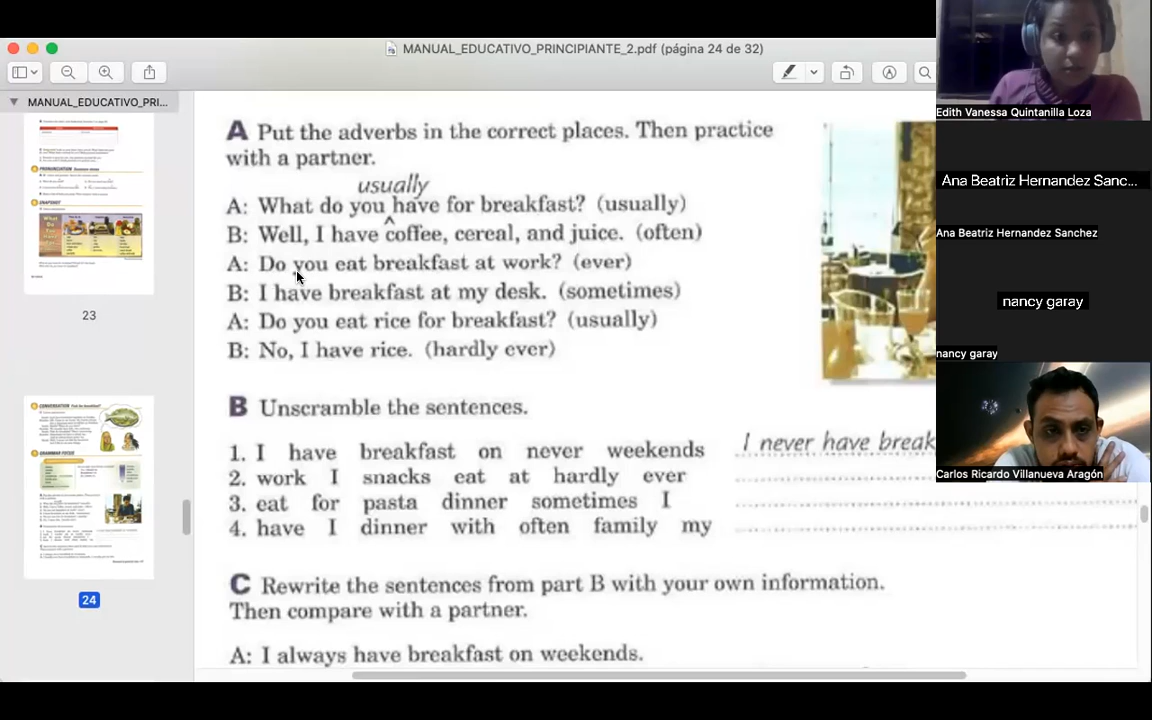 MANUAL_EDUCATIVO_PRINCIPIANTE_2.pdf (página 24 de 32)
MANUAL_EDUCATIVO_PRI...
23
24
A Put the adverbs in the correct places. Then practice
with a partner.
usually
A: What do you ^ have for breakfast? (usually)
B: Well, I have coffee, cereal, and juice. (often)
A: Do you eat breakfast at work? (ever)
B: I have breakfast at my desk. (sometimes)
A: Do you eat rice for breakfast? (usually)
B: No, I have rice. (hardly ever)
B Unscramble the sentences.
1. I have breakfast on never weekends I never have break
2. work I snacks eat at hardly ever
3. eat for pasta dinner sometimes I
4. have I dinner with often family my
C Rewrite the sentences from part B with your own information.
Then compare with a partner.
A: I always have breakfast on weekends.
Edith Vanessa Quintanilla Loza
Ana Beatriz Hernandez Sanc...
Ana Beatriz Hernandez Sanchez
nancy garay
nancy garay
Carlos Ricardo Villanueva Aragón